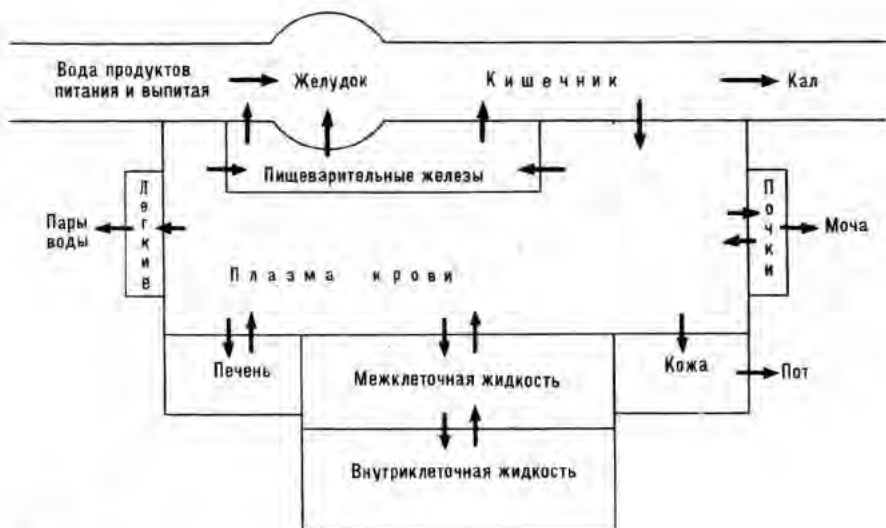 Вода продуктов
питания и выпитая
Желудок
Кишечник
Кал
Пищеварительные железы
Легкие
Пары
воды
Почки
Моча
Плазма крови
Печень
Межклеточная жидкость
Кожа
Пот
Внутриклеточная жидкость